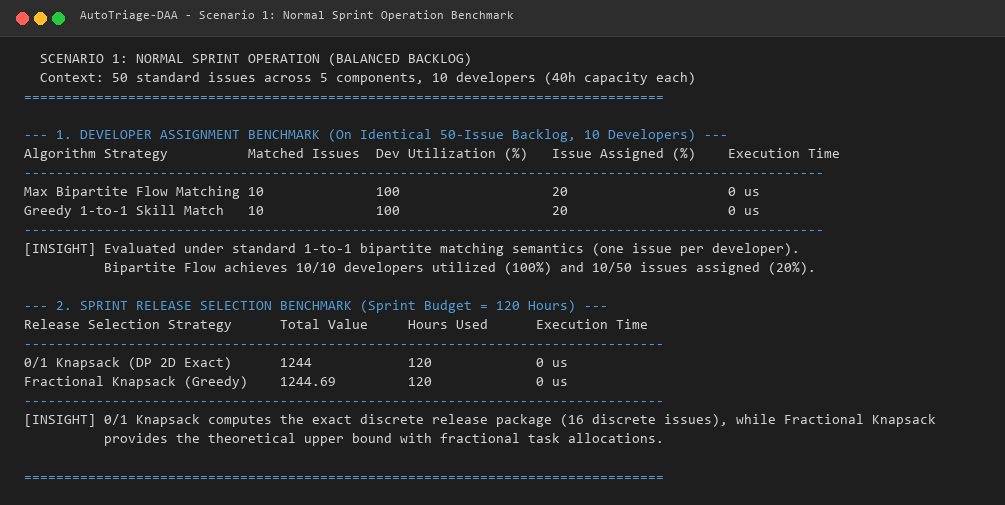 AutoTriage-DAA - Scenario 1: Normal Sprint Operation Benchmark
SCENARIO 1: NORMAL SPRINT OPERATION (BALANCED BACKLOG)
Context: 50 standard issues across 5 components, 10 developers (40h capacity each)
================================================================================
--- 1. DEVELOPER ASSIGNMENT BENCHMARK (On Identical 50-Issue Backlog, 10 Developers) ---
Algorithm Strategy          Matched Issues  Dev Utilization (%)   Issue Assigned (%)    Execution Time
----------------------------------------------------------------------------------------------------
Max Bipartite Flow Matching 10              100                   20                    0 us
Greedy 1-to-1 Skill Match   10              100                   20                    0 us
----------------------------------------------------------------------------------------------------
[INSIGHT] Evaluated under standard 1-to-1 bipartite matching semantics (one issue per developer).
          Bipartite Flow achieves 10/10 developers utilized (100%) and 10/50 issues assigned (20%).
--- 2. SPRINT RELEASE SELECTION BENCHMARK (Sprint Budget = 120 Hours) ---
Release Selection Strategy      Total Value     Hours Used      Execution Time
--------------------------------------------------------------------------------
0/1 Knapsack (DP 2D Exact)      1244            120             0 us
Fractional Knapsack (Greedy)    1244.69         120             0 us
--------------------------------------------------------------------------------
[INSIGHT] 0/1 Knapsack computes the exact discrete release package (16 discrete issues), while Fractional Knapsack
          provides the theoretical upper bound with fractional task allocations.
================================================================================